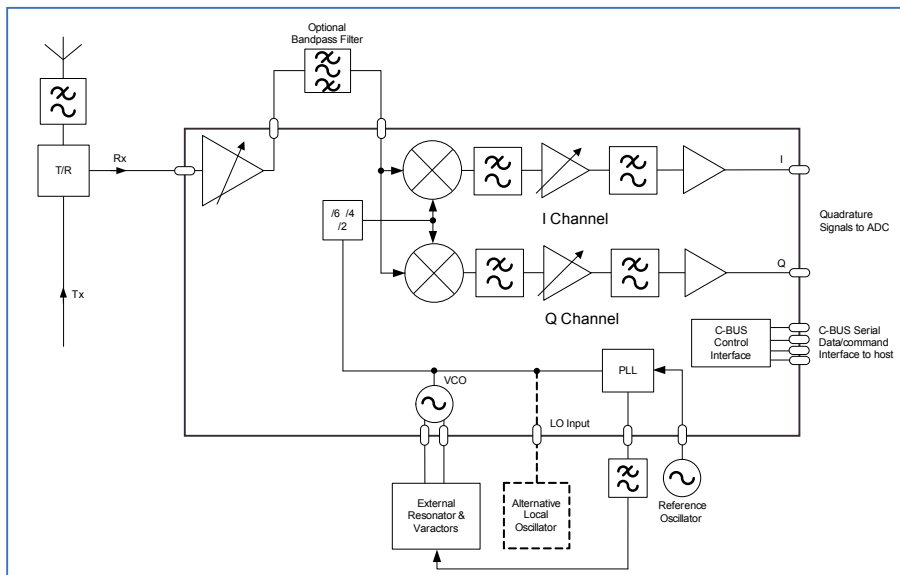 Optional
Bandpass Filter
T/R
Rx
Tx
/6 /4
/2
I Channel
I
Quadrature
Signals to ADC
Q
Q Channel
C-BUS
Control
Interface
C-BUS Serial
Data/command
Interface to host
VCO
PLL
LO Input
External
Resonator &
Varactors
Alternative
Local
Oscillator
Reference
Oscillator